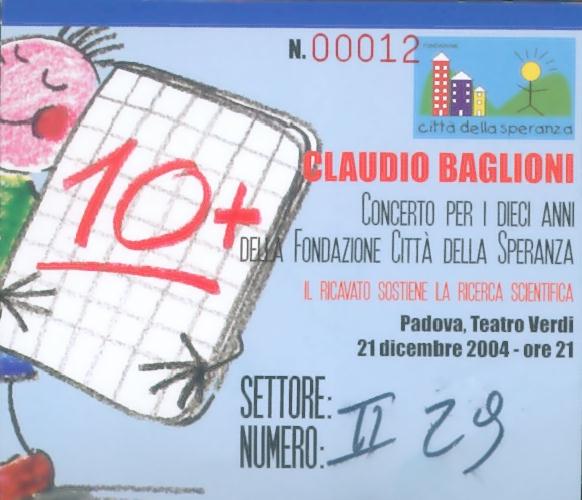 N. 00012
FONDAZIONE
città della speranza
CLAUDIO BAGLIONI
CONCERTO PER I DIECI ANNI
DELLA FONDAZIONE CITTÀ DELLA SPERANZA
IL RICAVATO SOSTIENE LA RICERCA SCIENTIFICA
Padova, Teatro Verdi
21 dicembre 2004 - ore 21
SETTORE:
NUMERO: II 29
10+